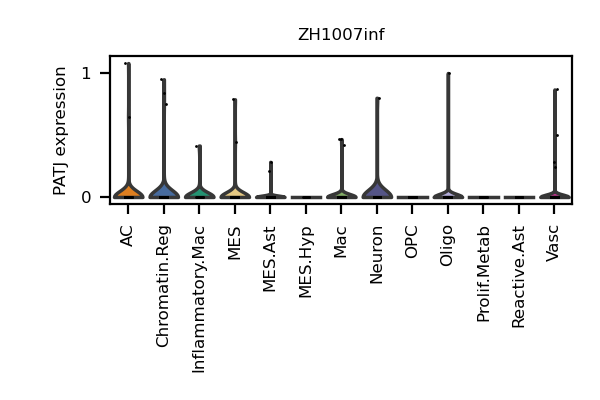 ZH1007inf
PATJ expression
1
0
AC
Chromatin.Reg
Inflammatory.Mac
MES
MES.Ast
MES.Hyp
Mac
Neuron
OPC
Oligo
Prolif.Metab
Reactive.Ast
Vasc